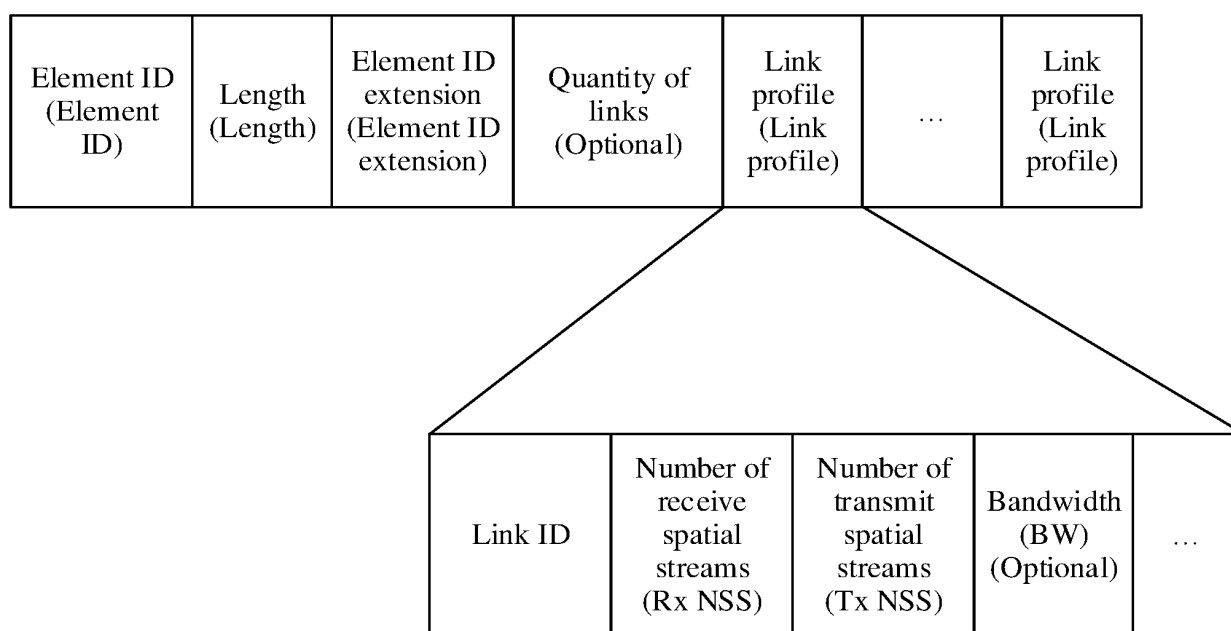 Element ID
(Element
ID)
Length
(Length)
Element ID
extension
(Element ID
extension)
Quantity of
links
(Optional)
Link
profile
(Link
profile)
...
Link
profile
(Link
profile)
Link ID
Number of
receive
spatial
streams
(Rx NSS)
Number of
transmit
spatial
streams
(Tx NSS)
Bandwidth
(BW)
(Optional)
...